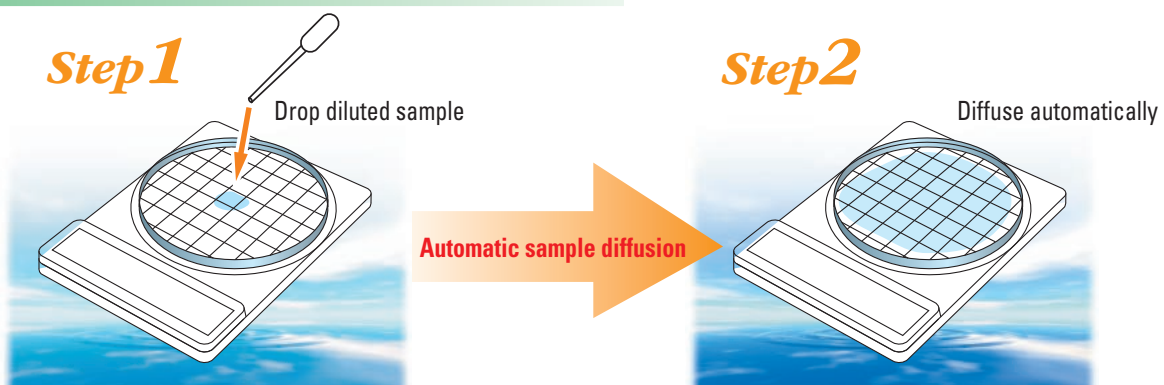 Step1
Drop diluted sample
Automatic sample diffusion
Step2
Diffuse automatically